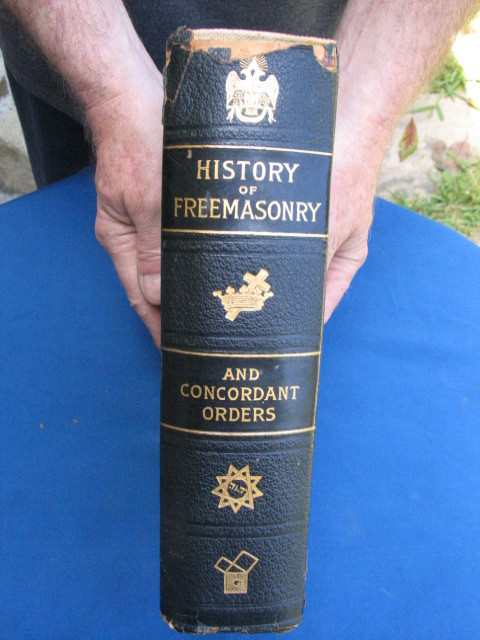 HISTORY
OF
FREEMASONRY
AND
CONCORDANT
ORDERS
G